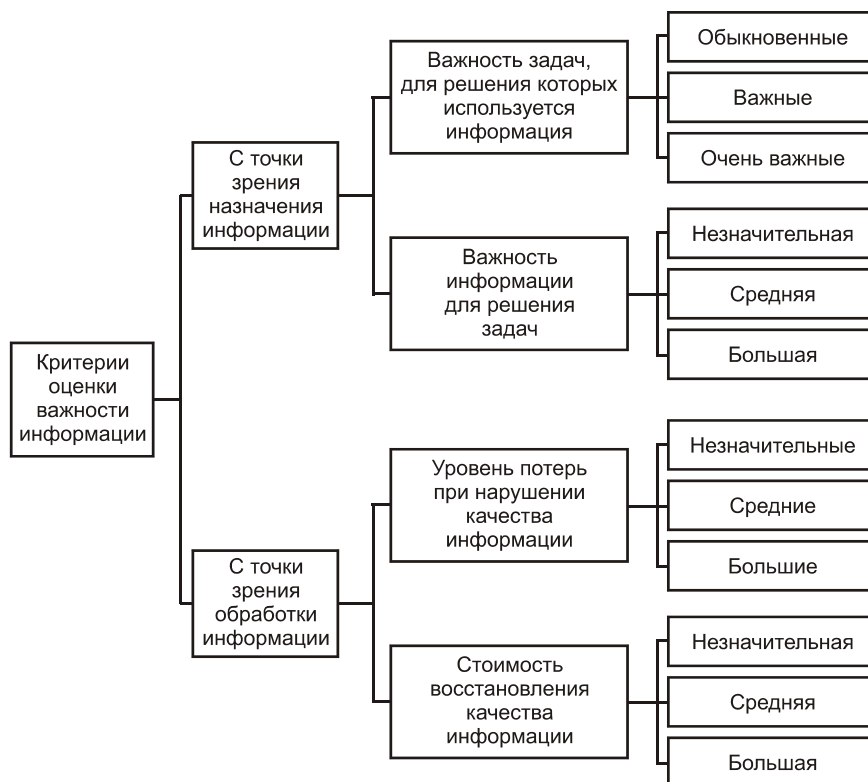 Критерии
оценки
важности
информации
С точки
зрения
назначения
информации
Важность задач,
для решения которых
используется
информация
Обыкновенные
Важные
Очень важные
Важность
информации
для решения
задач
Незначительная
Средняя
Большая
С точки
зрения
обработки
информации
Уровень потерь
при нарушении
качества
информации
Незначительные
Средние
Большие
Стоимость
восстановления
качества
информации
Незначительная
Средняя
Большая